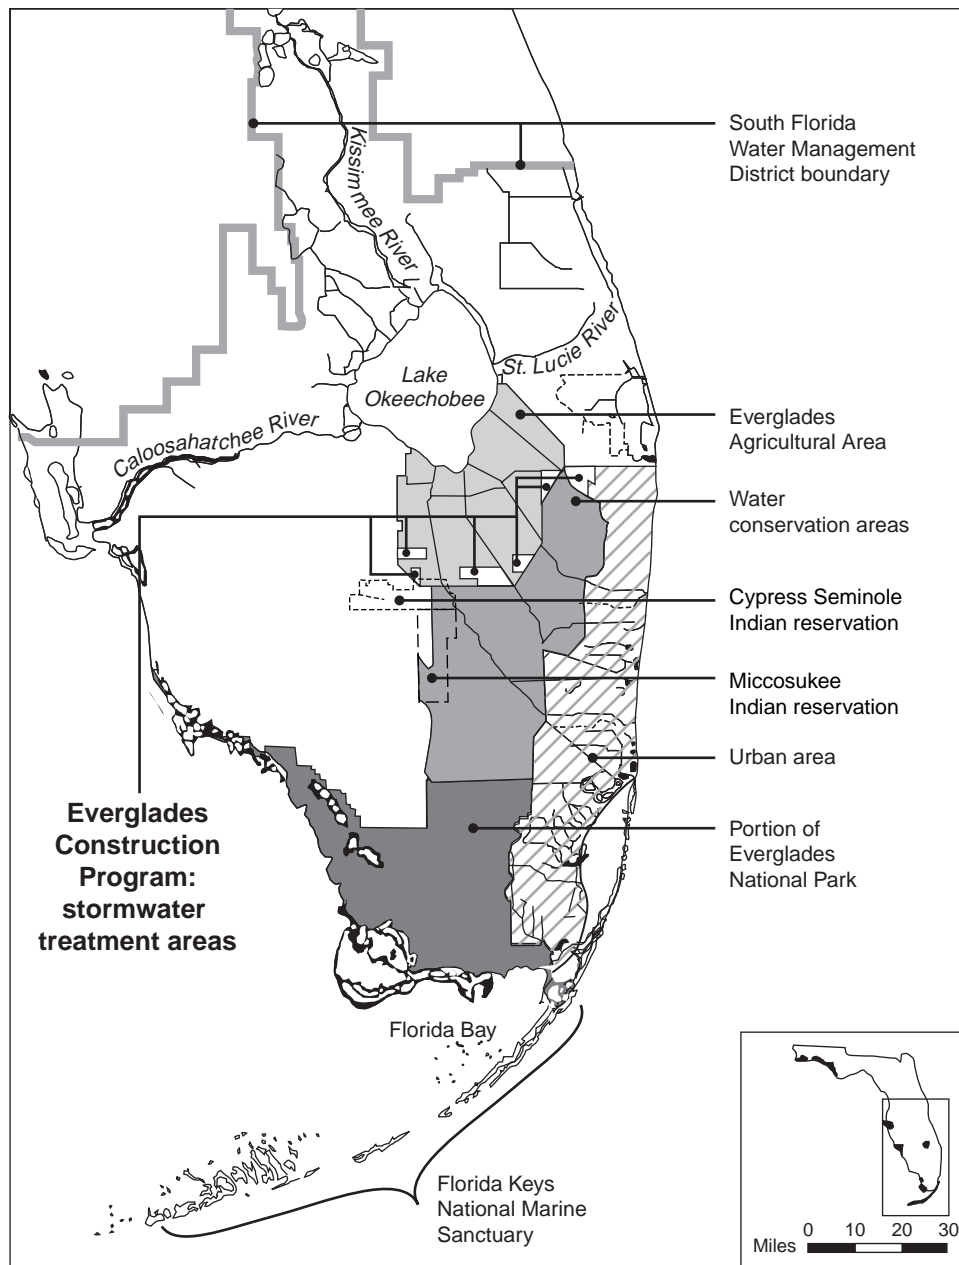 South Florida
Water Management
District boundary
Kissimmee River
St. Lucie River
Lake
Okeechobee
Caloosahatchee River
Everglades
Agricultural Area
Water
conservation areas
Cypress Seminole
Indian reservation
Miccosukee
Indian reservation
Urban area
Everglades
Construction
Program:
stormwater
treatment areas
Portion of
Everglades
National Park
Florida Bay
Florida Keys
National Marine
Sanctuary
0 10 20 30
Miles